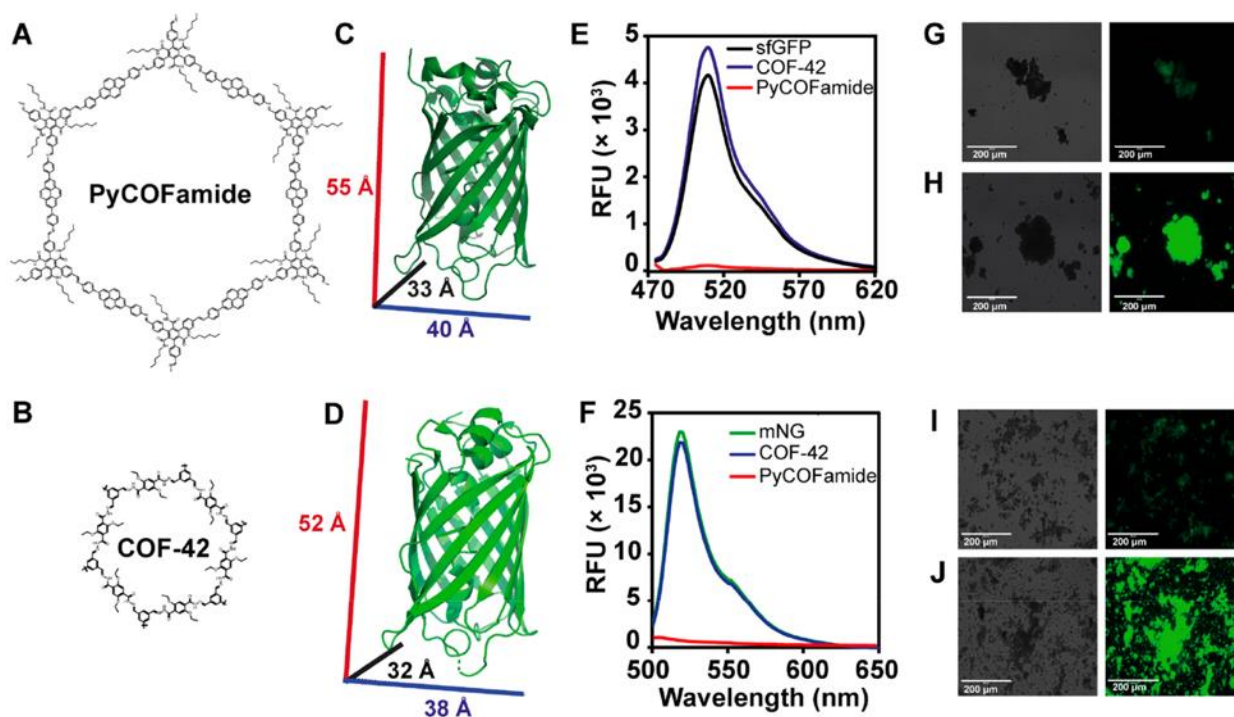 A
PyCOFamide
B
COF-42
C
55 Å
33 Å
40 Å
D
52 Å
32 Å
38 Å
E
RFU (× 10³)
5
4
3
2
1
0
sfGFP
COF-42
PyCOFamide
470 520 570 620
Wavelength (nm)
F
RFU (× 10³)
25
20
15
10
5
0
mNG
COF-42
PyCOFamide
500 550 600 650
Wavelength (nm)
G
200 µm
200 µm
H
200 µm
200 µm
I
200 µm
200 µm
J
200 µm
200 µm